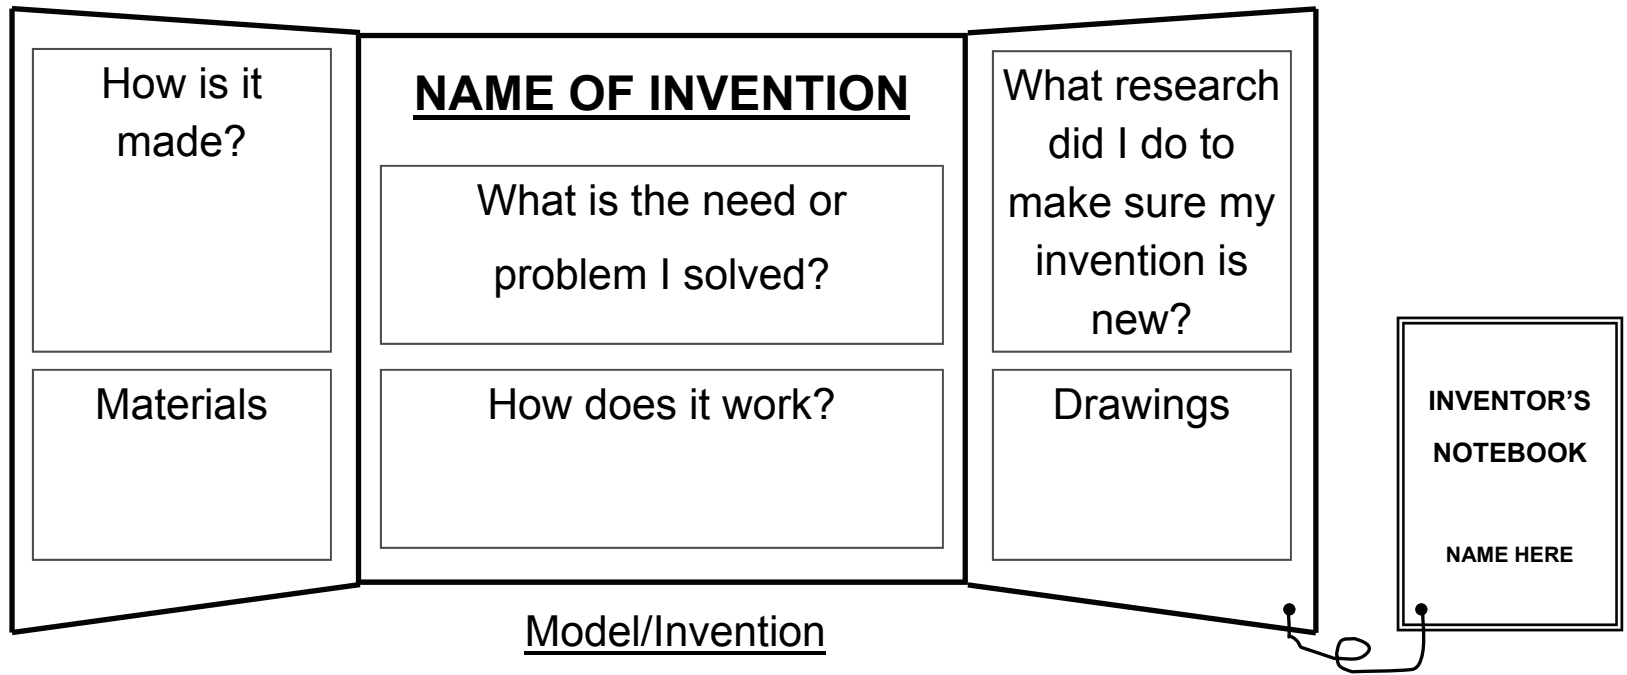 How is it
made?
Materials
NAME OF INVENTION
What is the need or
problem I solved?
How does it work?
What research
did I do to
make sure my
invention is
new?
Drawings
Model/Invention
INVENTOR’S
NOTEBOOK
NAME HERE